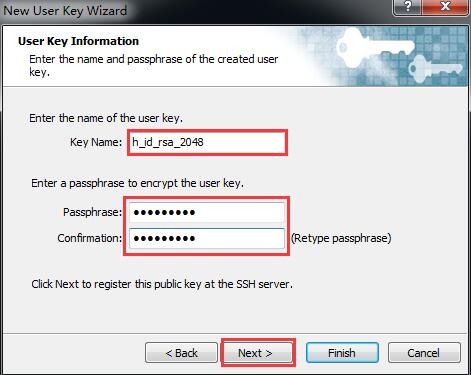 New User Key Wizard
?
User Key Information
Enter the name and passphrase of the created user
key.
Enter the name of the user key.
Key Name: h_id_rsa_2048
Enter a passphrase to encrypt the user key.
Passphrase: ●●●●●●●●●
Confirmation: ●●●●●●●●● (Retype passphrase)
Click Next to register this public key at the SSH server.
< Back Next > Finish Cancel